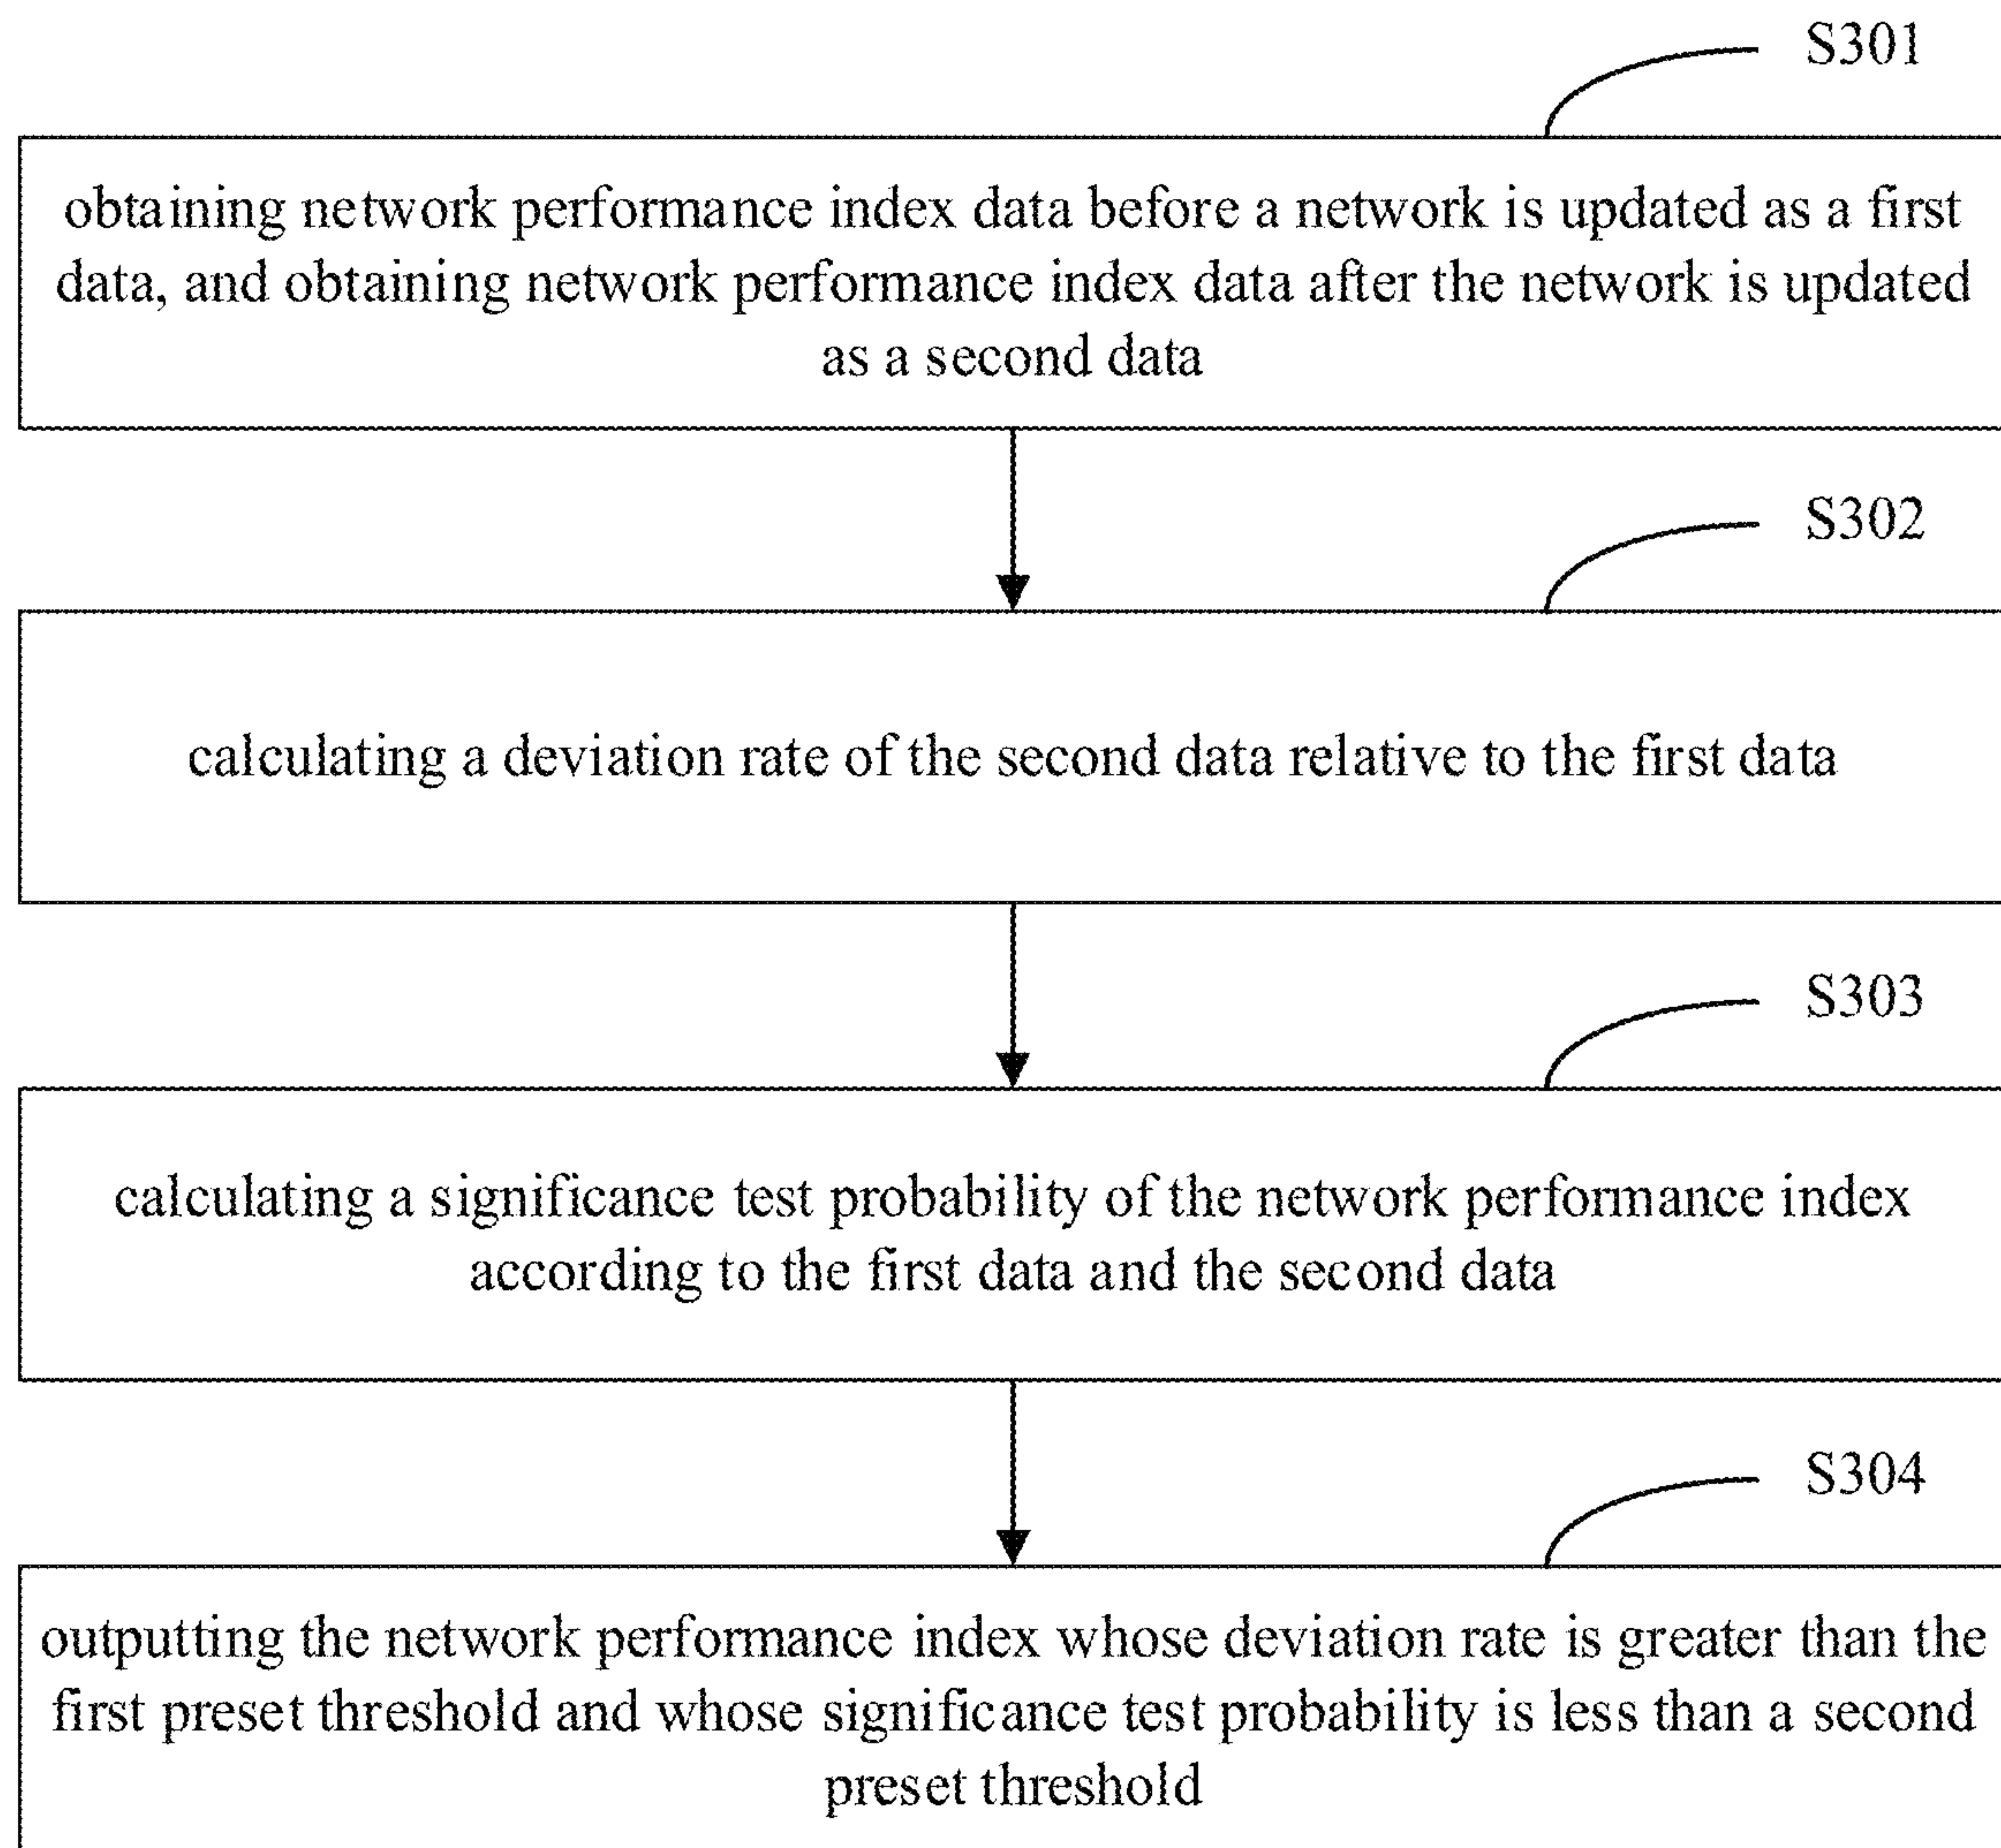 S301
obtaining network performance index data before a network is updated as a first
data, and obtaining network performance index data after the network is updated
as a second data
S302
calculating a deviation rate of the second data relative to the first data
S303
calculating a significance test probability of the network performance index
according to the first data and the second data
S304
outputting the network performance index whose deviation rate is greater than the
first preset threshold and whose significance test probability is less than a second
preset threshold